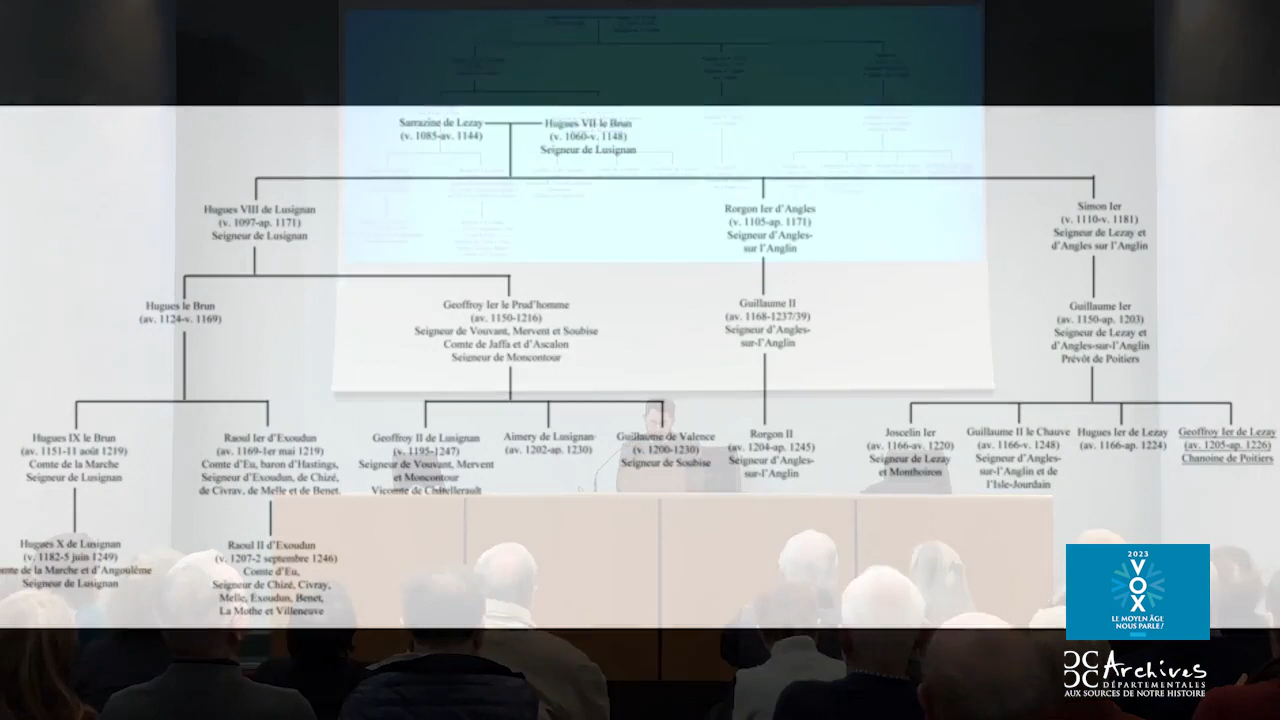 Sarrazine de Lezay
(v. 1085-av. 1144)
Hugues VII le Brun
(v. 1060-v. 1148)
Seigneur de Lusignan
Hugues VIII de Lusignan
(v. 1097-ap. 1171)
Seigneur de Lusignan
Rorgon Ier d'Angles
(v. 1105-ap. 1171)
Seigneur d'Angles-
sur l'Anglin
Simon Ier
(v. 1110-v. 1181)
Seigneur de Lezay et
d'Angles sur l'Anglin
Hugues le Brun
(av. 1124-v. 1169)
Geoffroy Ier le Prud'homme
(av. 1150-1216)
Seigneur de Vouvant, Mervent et Soubise
Comte de Jaffa et d'Ascalon
Seigneur de Moncontour
Guillaume II
(av. 1168-1237/39)
Seigneur d'Angles-
sur-l'Anglin
Guillaume Ier
(av. 1150-ap. 1203)
Seigneur de Lezay et
d'Angles-sur-l'Anglin
Prévôt de Poitiers
Hugues IX le Brun
(av. 1151-11 août 1219)
Comte de la Marche
Seigneur de Lusignan
Raoul Ier d'Exoudun
(av. 1169-1er mai 1219)
Comte d'Eu, baron d'Hastings,
Seigneur d'Exoudun, de Chizé,
de Civray, de Melle et de Benet.
Geoffroy II de Lusignan
(v. 1195-1247)
Seigneur de Vouvant, Mervent
et Moncontour
Vicomte de Châtellerault
Aimery de Lusignan
(av. 1202-ap. 1230)
Guillaume de Valence
(v. 1200-1230)
Seigneur de Soubise
Rorgon II
(av. 1204-ap. 1245)
Seigneur d'Angles-
sur-l'Anglin
Joscelin Ier
(av. 1166-av. 1220)
Seigneur de Lezay
et Monthoiron
Guillaume II le Chauve
(av. 1166-v. 1248)
Seigneur d'Angles-
sur-l'Anglin et de
l'Isle-Jourdain
Hugues Ier de Lezay
(av. 1166-ap. 1224)
Geoffroy Ier de Lezay
(av. 1205-ap. 1226)
Chanoine de Poitiers
Hugues X de Lusignan
(v. 1182-5 juin 1249)
mte de la Marche et d'Angoulême
Seigneur de Lusignan
Raoul II d'Exoudun
(v. 1207-2 septembre 1246)
Comte d'Eu,
Seigneur de Chizé, Civray,
Melle, Exoudun, Benet,
La Mothe et Villeneuve
2023
VOX
LE MOYEN ÂGE
NOUS PARLE !
Archives
DÉPARTEMENTALES
AUX SOURCES DE NOTRE HISTOIRE